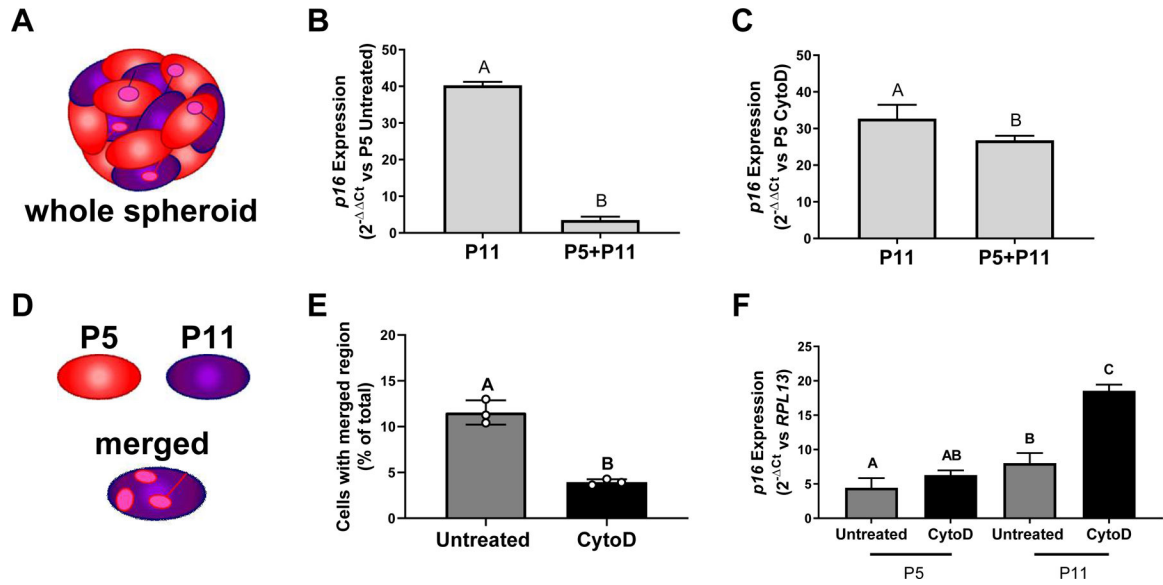 A
whole spheroid
B
p16 Expression
(2-ΔΔCt vs P5 Untreated)
50
40
30
20
10
0
A
B
P11
P5+P11
C
p16 Expression
(2-ΔΔCt vs P5 CytoD)
50
40
30
20
10
0
A
B
P11
P5+P11
D
P5
P11
merged
E
Cells with merged region
(% of total)
20
15
10
5
0
A
B
Untreated
CytoD
F
p16 Expression
(2-ΔCt vs RPL13)
25
20
15
10
5
0
A
AB
B
C
Untreated
CytoD
Untreated
CytoD
P5
P11